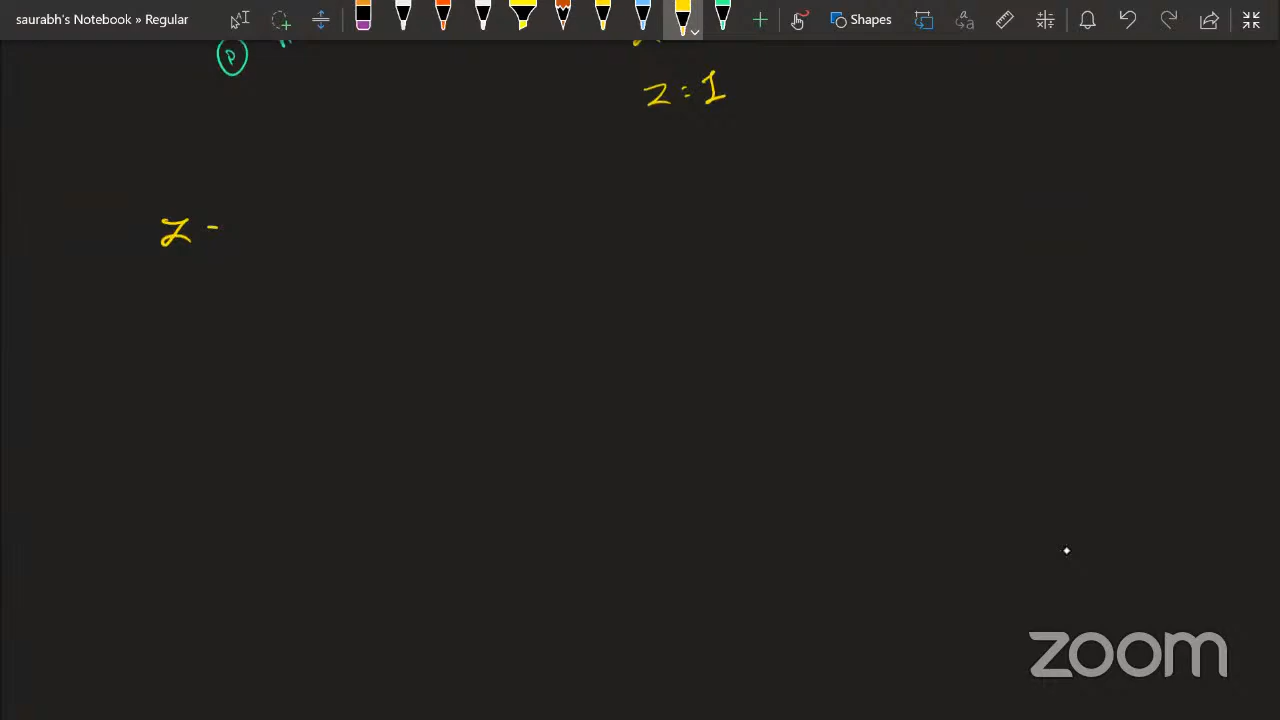 saurabh's Notebook » Regular
Shapes
P
z = 1
z -
zoom